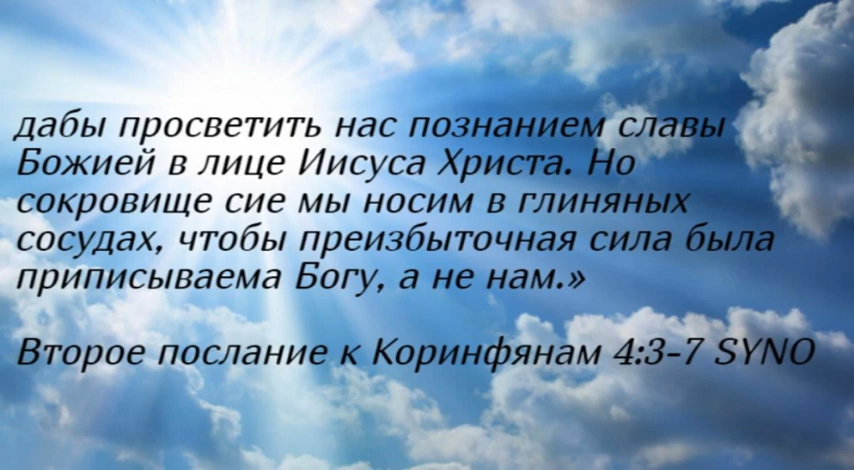 дабы просветить нас познанием славы
Божией в лице Иисуса Христа. Но
сокровище сие мы носим в глиняных
сосудах, чтобы преизбыточная сила была
приписываема Богу, а не нам.»
Второе послание к Коринфянам 4:3-7 SYNO